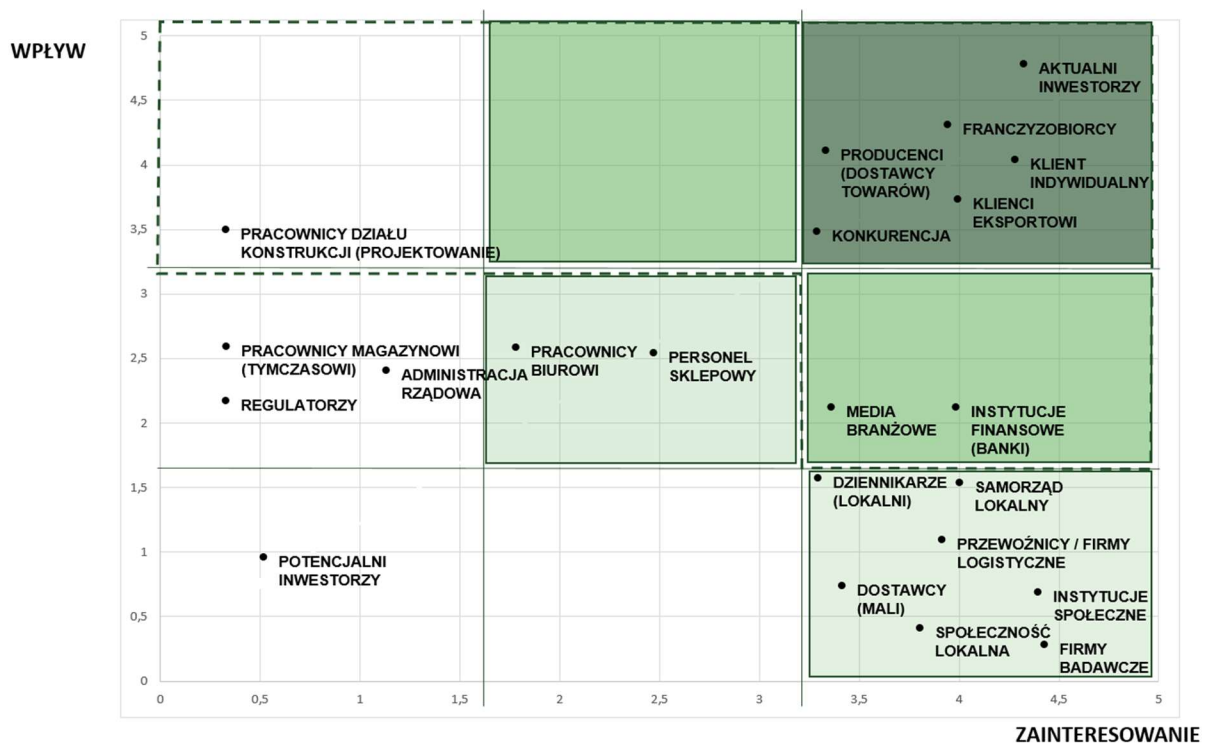 WPŁYW
5
4,5
4
3,5
3
2,5
2
1,5
1
0,5
0
AKTUALNI
INWESTORZY
FRANCZYZOBIORCY
PRODUCENCI
(DOSTAWCY
TOWARÓW)
KLIENT
INDYWIDUALNY
KLIENCI
EKSPORTOWI
KONKURENCJA
PRACOWNICY DZIAŁU
KONSTRUKCJI (PROJEKTOWANIE)
PRACOWNICY MAGAZYNOWI
(TYMCZASOWI)
ADMINISTRACJA
RZĄDOWA
REGULATORZY
PRACOWNICY
BIUROWI
PERSONEL
SKLEPOWY
MEDIA
BRANŻOWE
INSTYTUCJE
FINANSOWE
(BANKI)
DZIENNIKARZE
(LOKALNI)
SAMORZĄD
LOKALNY
POTENCJALNI
INWESTORZY
PRZEWOŹNICY / FIRMY
LOGISTYCZNE
DOSTAWCY
(MALI)
INSTYTUCJE
SPOŁECZNE
SPOŁECZNOŚĆ
LOKALNA
FIRMY
BADAWCZE
0 0,5 1 1,5 2 2,5 3 3,5 4 4,5 5
ZAINTERESOWANIE